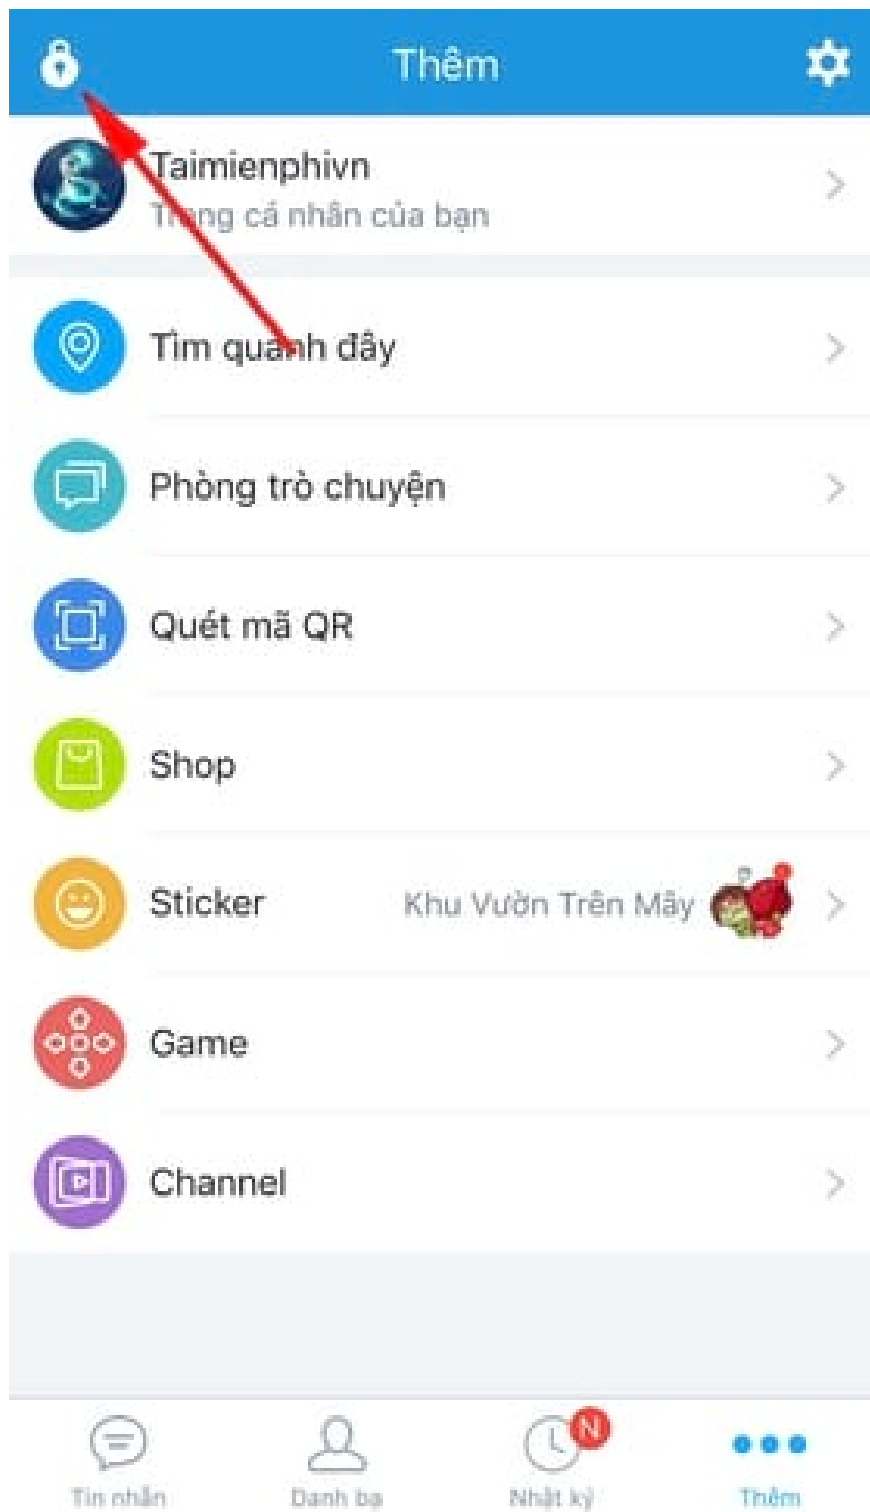 Thêm
Taimienphivn
Trang cá nhân của bạn
Tìm quanh đây
Phòng trò chuyện
Quét mã QR
Shop
Sticker Khu Vườn Trên Mây
Game
Channel
N
Tin nhắn Danh bạ Nhật ký Thêm